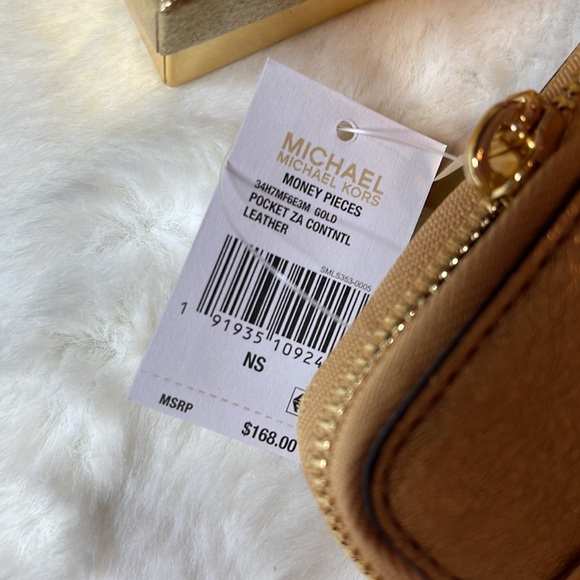 MICHAEL
MICHAEL KORS
MONEY PIECES
34H7MF6E3M GOLD
POCKET ZA CONTNTL
LEATHER
SMLS353-0005
1 91935 10924
NS
MSRP $168.00